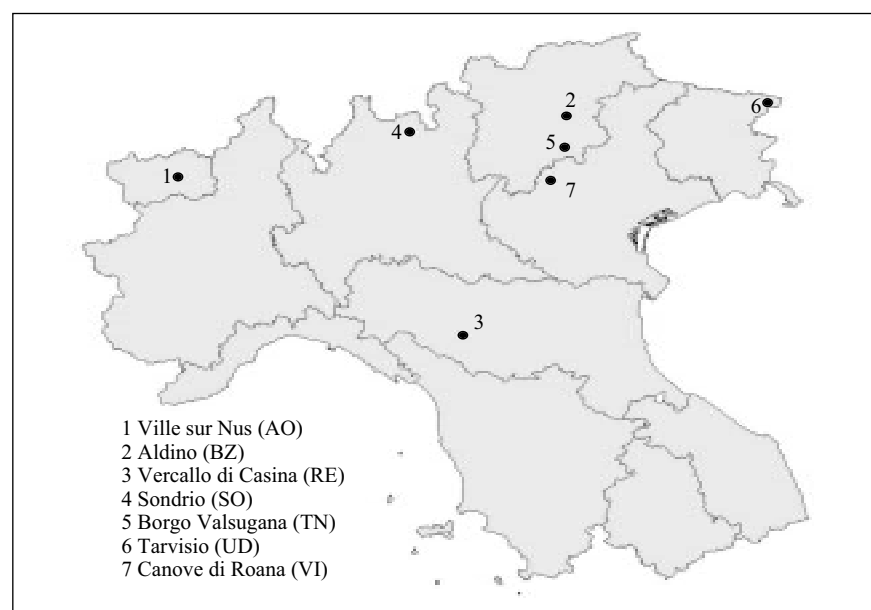 2
6
4
5
1
7
3
1 Ville sur Nus (AO)
2 Aldino (BZ)
3 Vercallo di Casina (RE)
4 Sondrio (SO)
5 Borgo Valsugana (TN)
6 Tarvisio (UD)
7 Canove di Roana (VI)